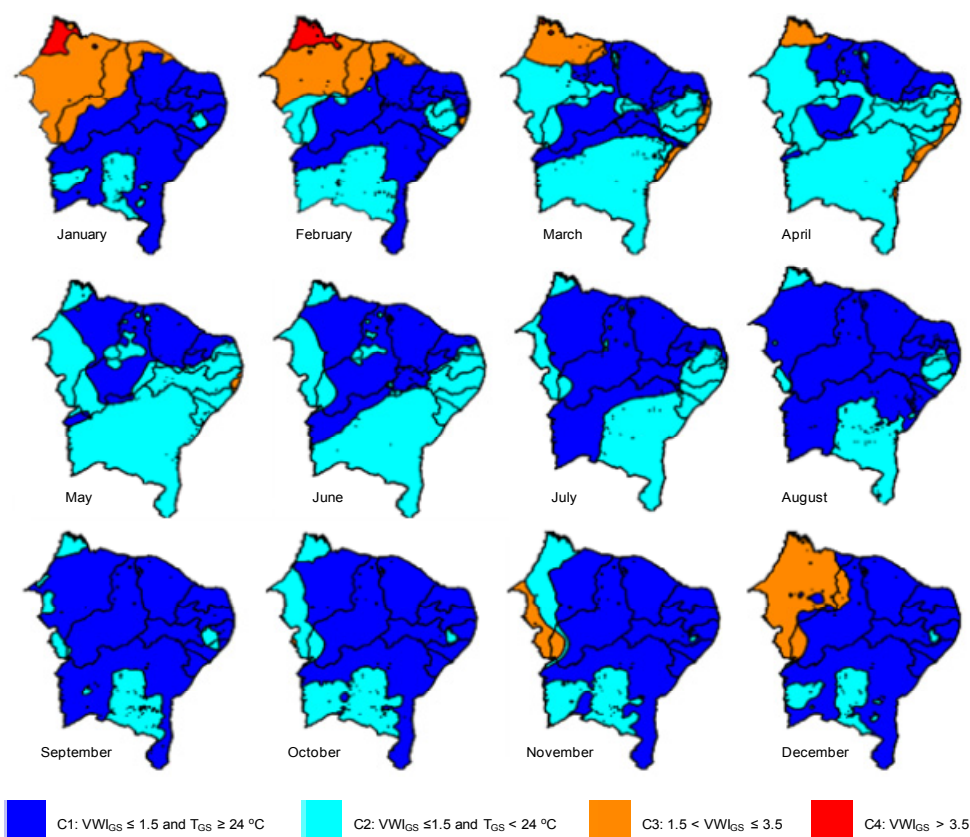 January February March April
May June July August
September October November December
C1: VWIGS ≤ 1.5 and TGS ≥ 24 ºC C2: VWIGS ≤1.5 and TGS < 24 ºC C3: 1.5 < VWIGS ≤ 3.5 C4: VWIGS > 3.5